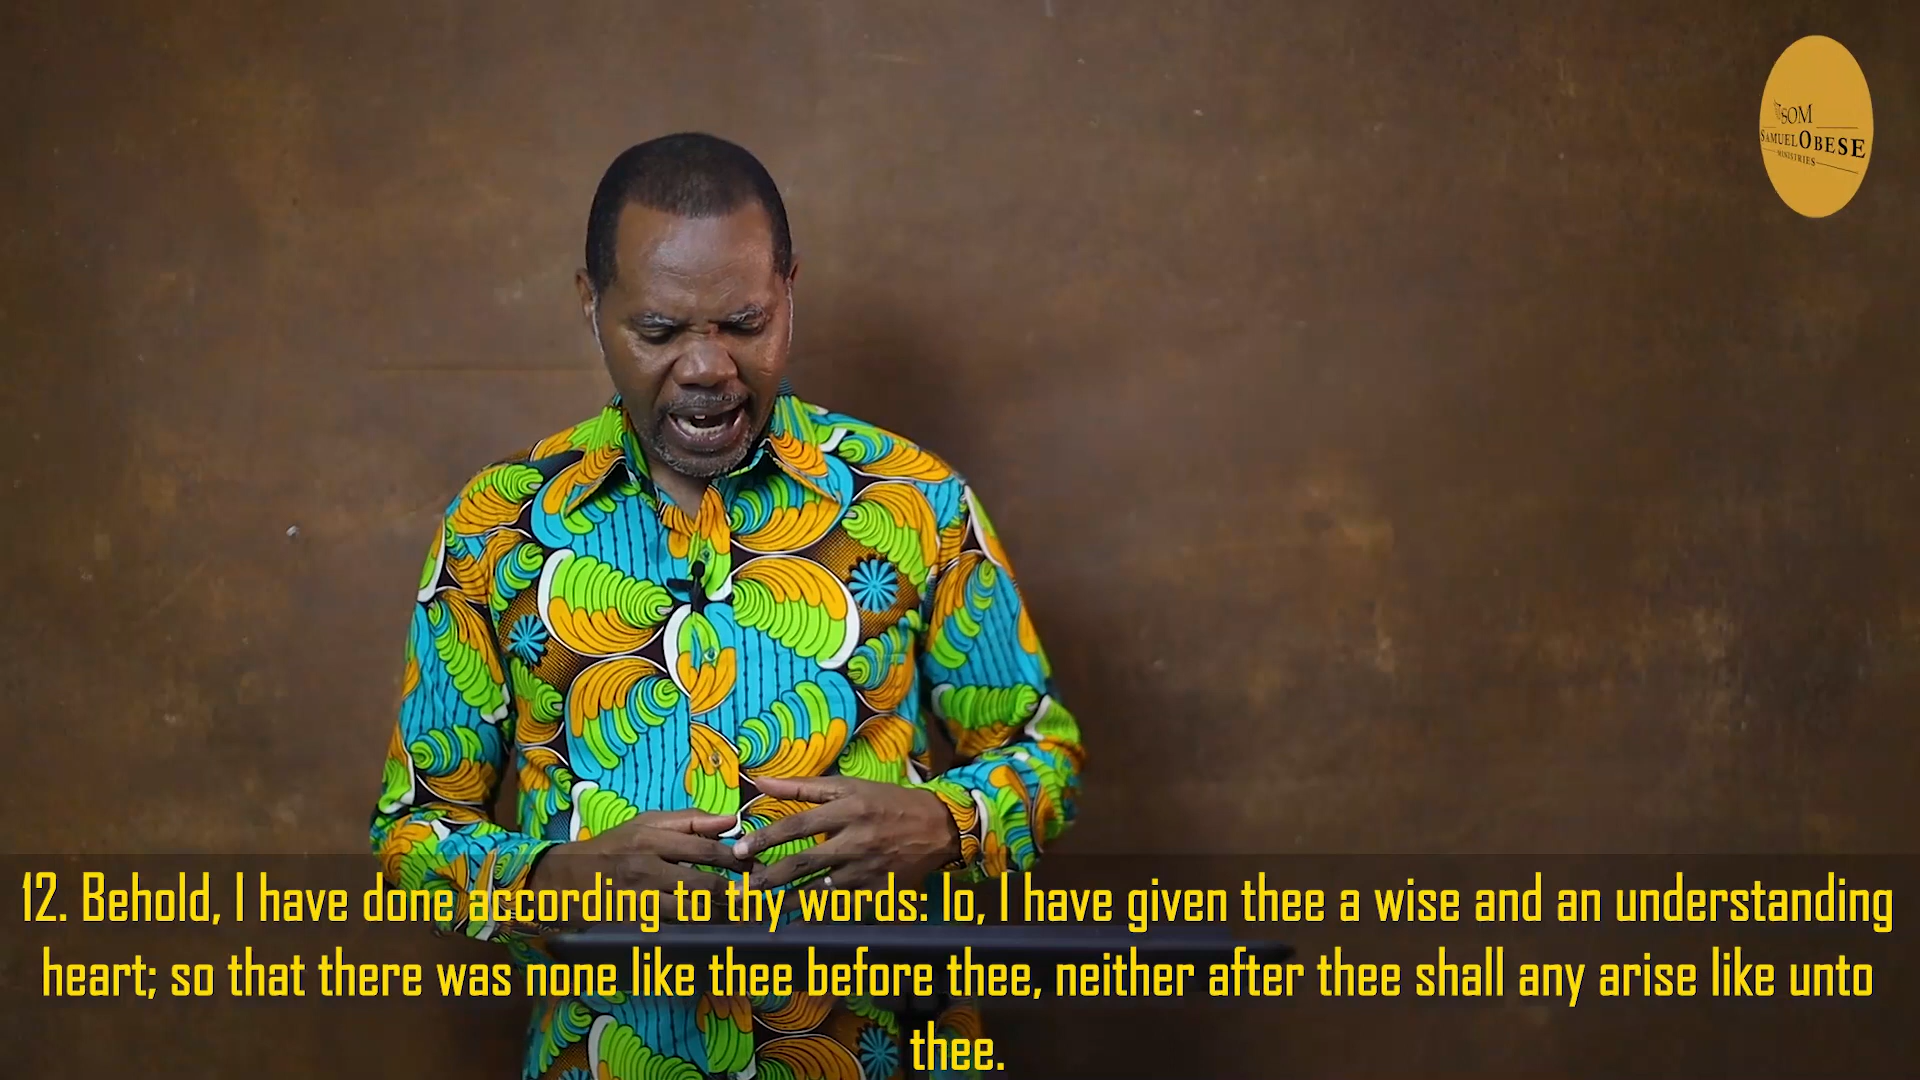 SOM
SAMUEL OBESE
MINISTRIES
12. Behold, I have done according to thy words: lo, I have given thee a wise and an understanding
heart; so that there was none like thee before thee, neither after thee shall any arise like unto
thee.